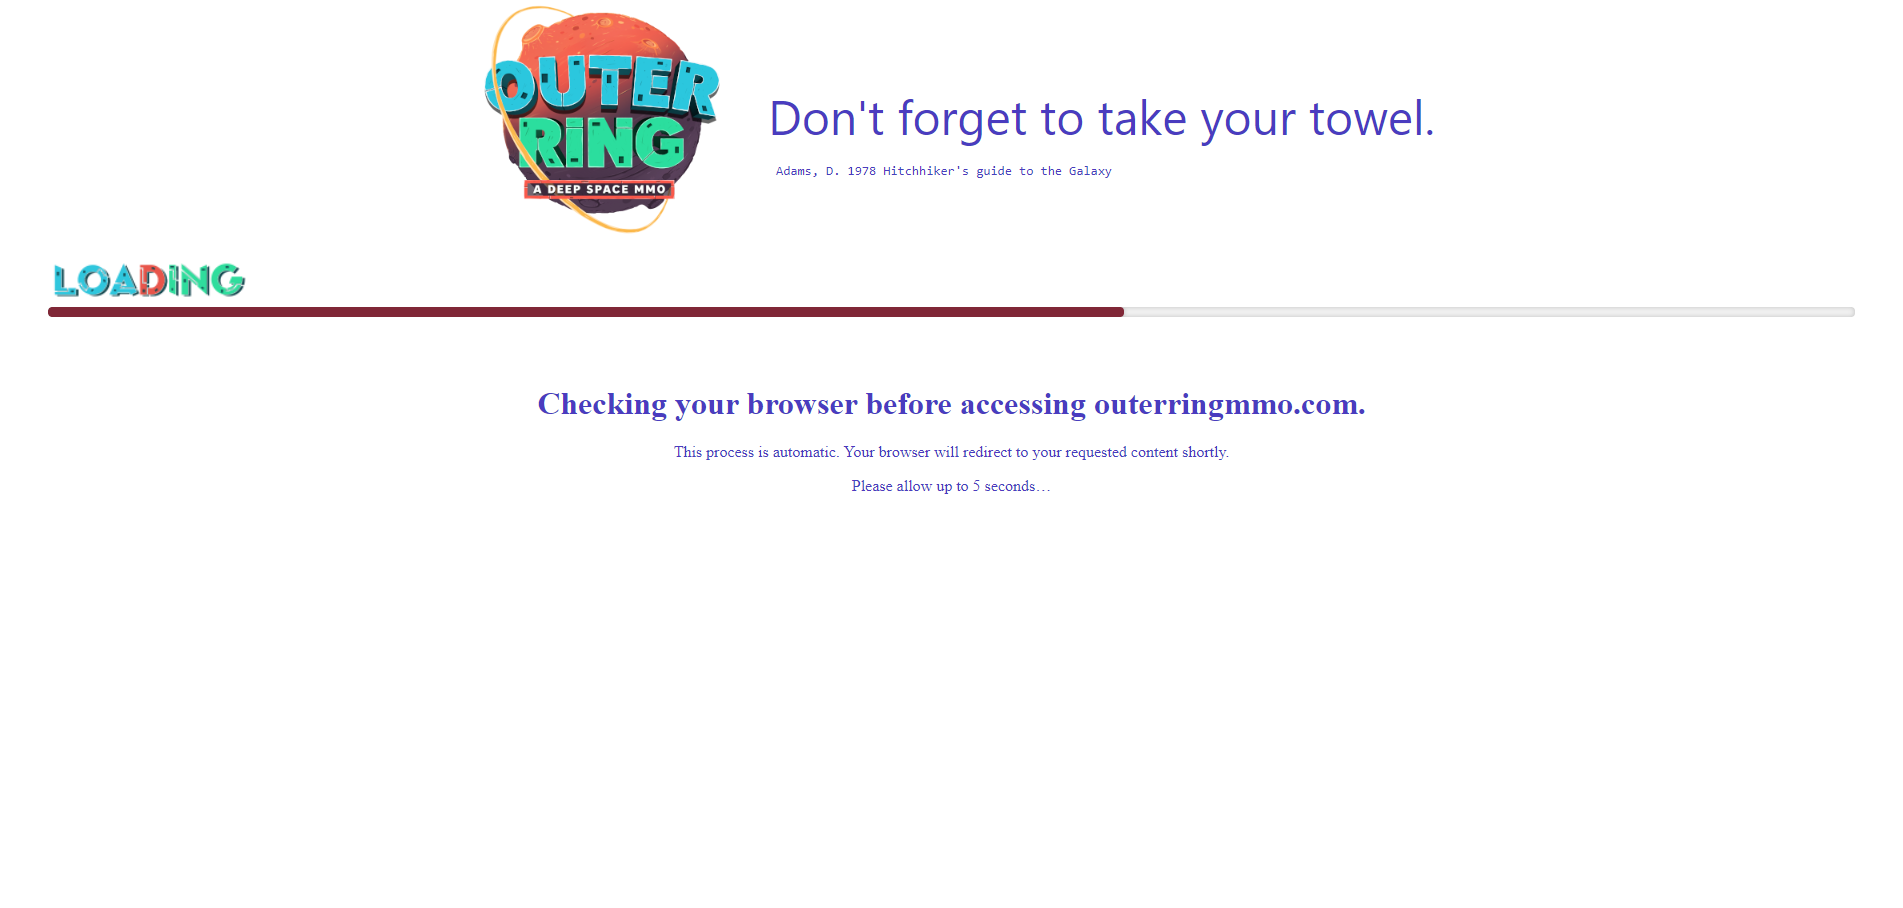 OUTER
RiNG
A DEEP SPACE MMO
Don't forget to take your towel.
Adams, D. 1978 Hitchhiker's guide to the Galaxy
LOADiNG
Checking your browser before accessing outerringmmo.com.
This process is automatic. Your browser will redirect to your requested content shortly.
Please allow up to 5 seconds…